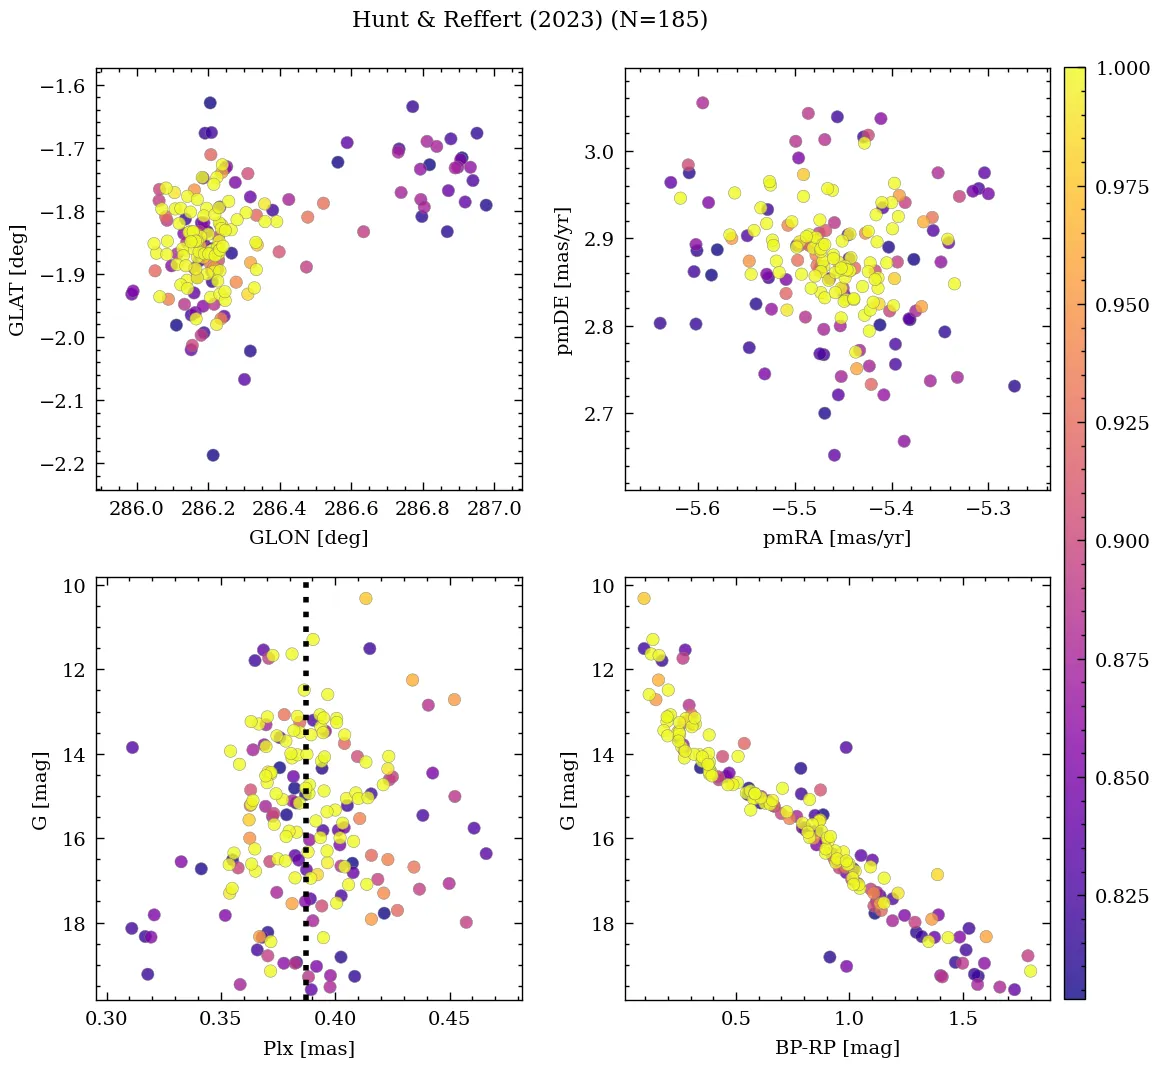 Hunt & Reffert (2023) (N=185)
−1.6
−1.7
−1.8
−1.9
−2.0
−2.1
−2.2
GLAT [deg]
286.0 286.2 286.4 286.6 286.8 287.0
GLON [deg]
3.0
2.9
2.8
2.7
pmDE [mas/yr]
−5.6 −5.5 −5.4 −5.3
pmRA [mas/yr]
10
12
14
16
18
G [mag]
0.30 0.35 0.40 0.45
Plx [mas]
10
12
14
16
18
G [mag]
0.5 1.0 1.5
BP-RP [mag]
1.000
0.975
0.950
0.925
0.900
0.875
0.850
0.825